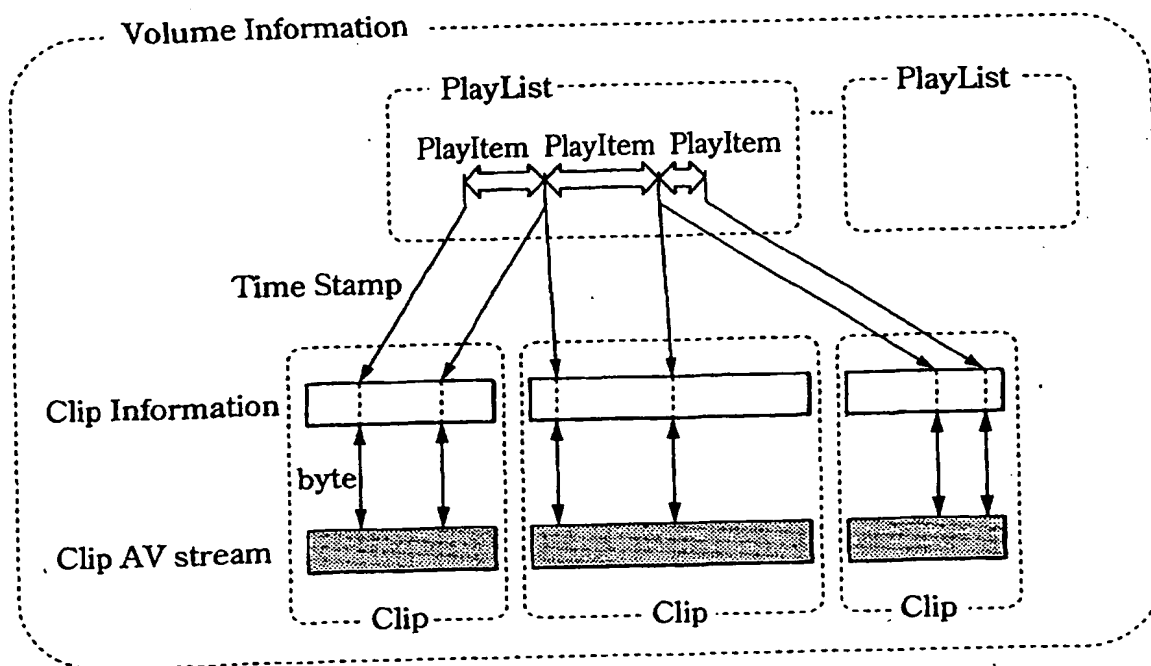 Volume Information
PlayList
PlayList
...
PlayItem PlayItem PlayItem
Time Stamp
Clip Information
byte
Clip AV stream
Clip
Clip
Clip